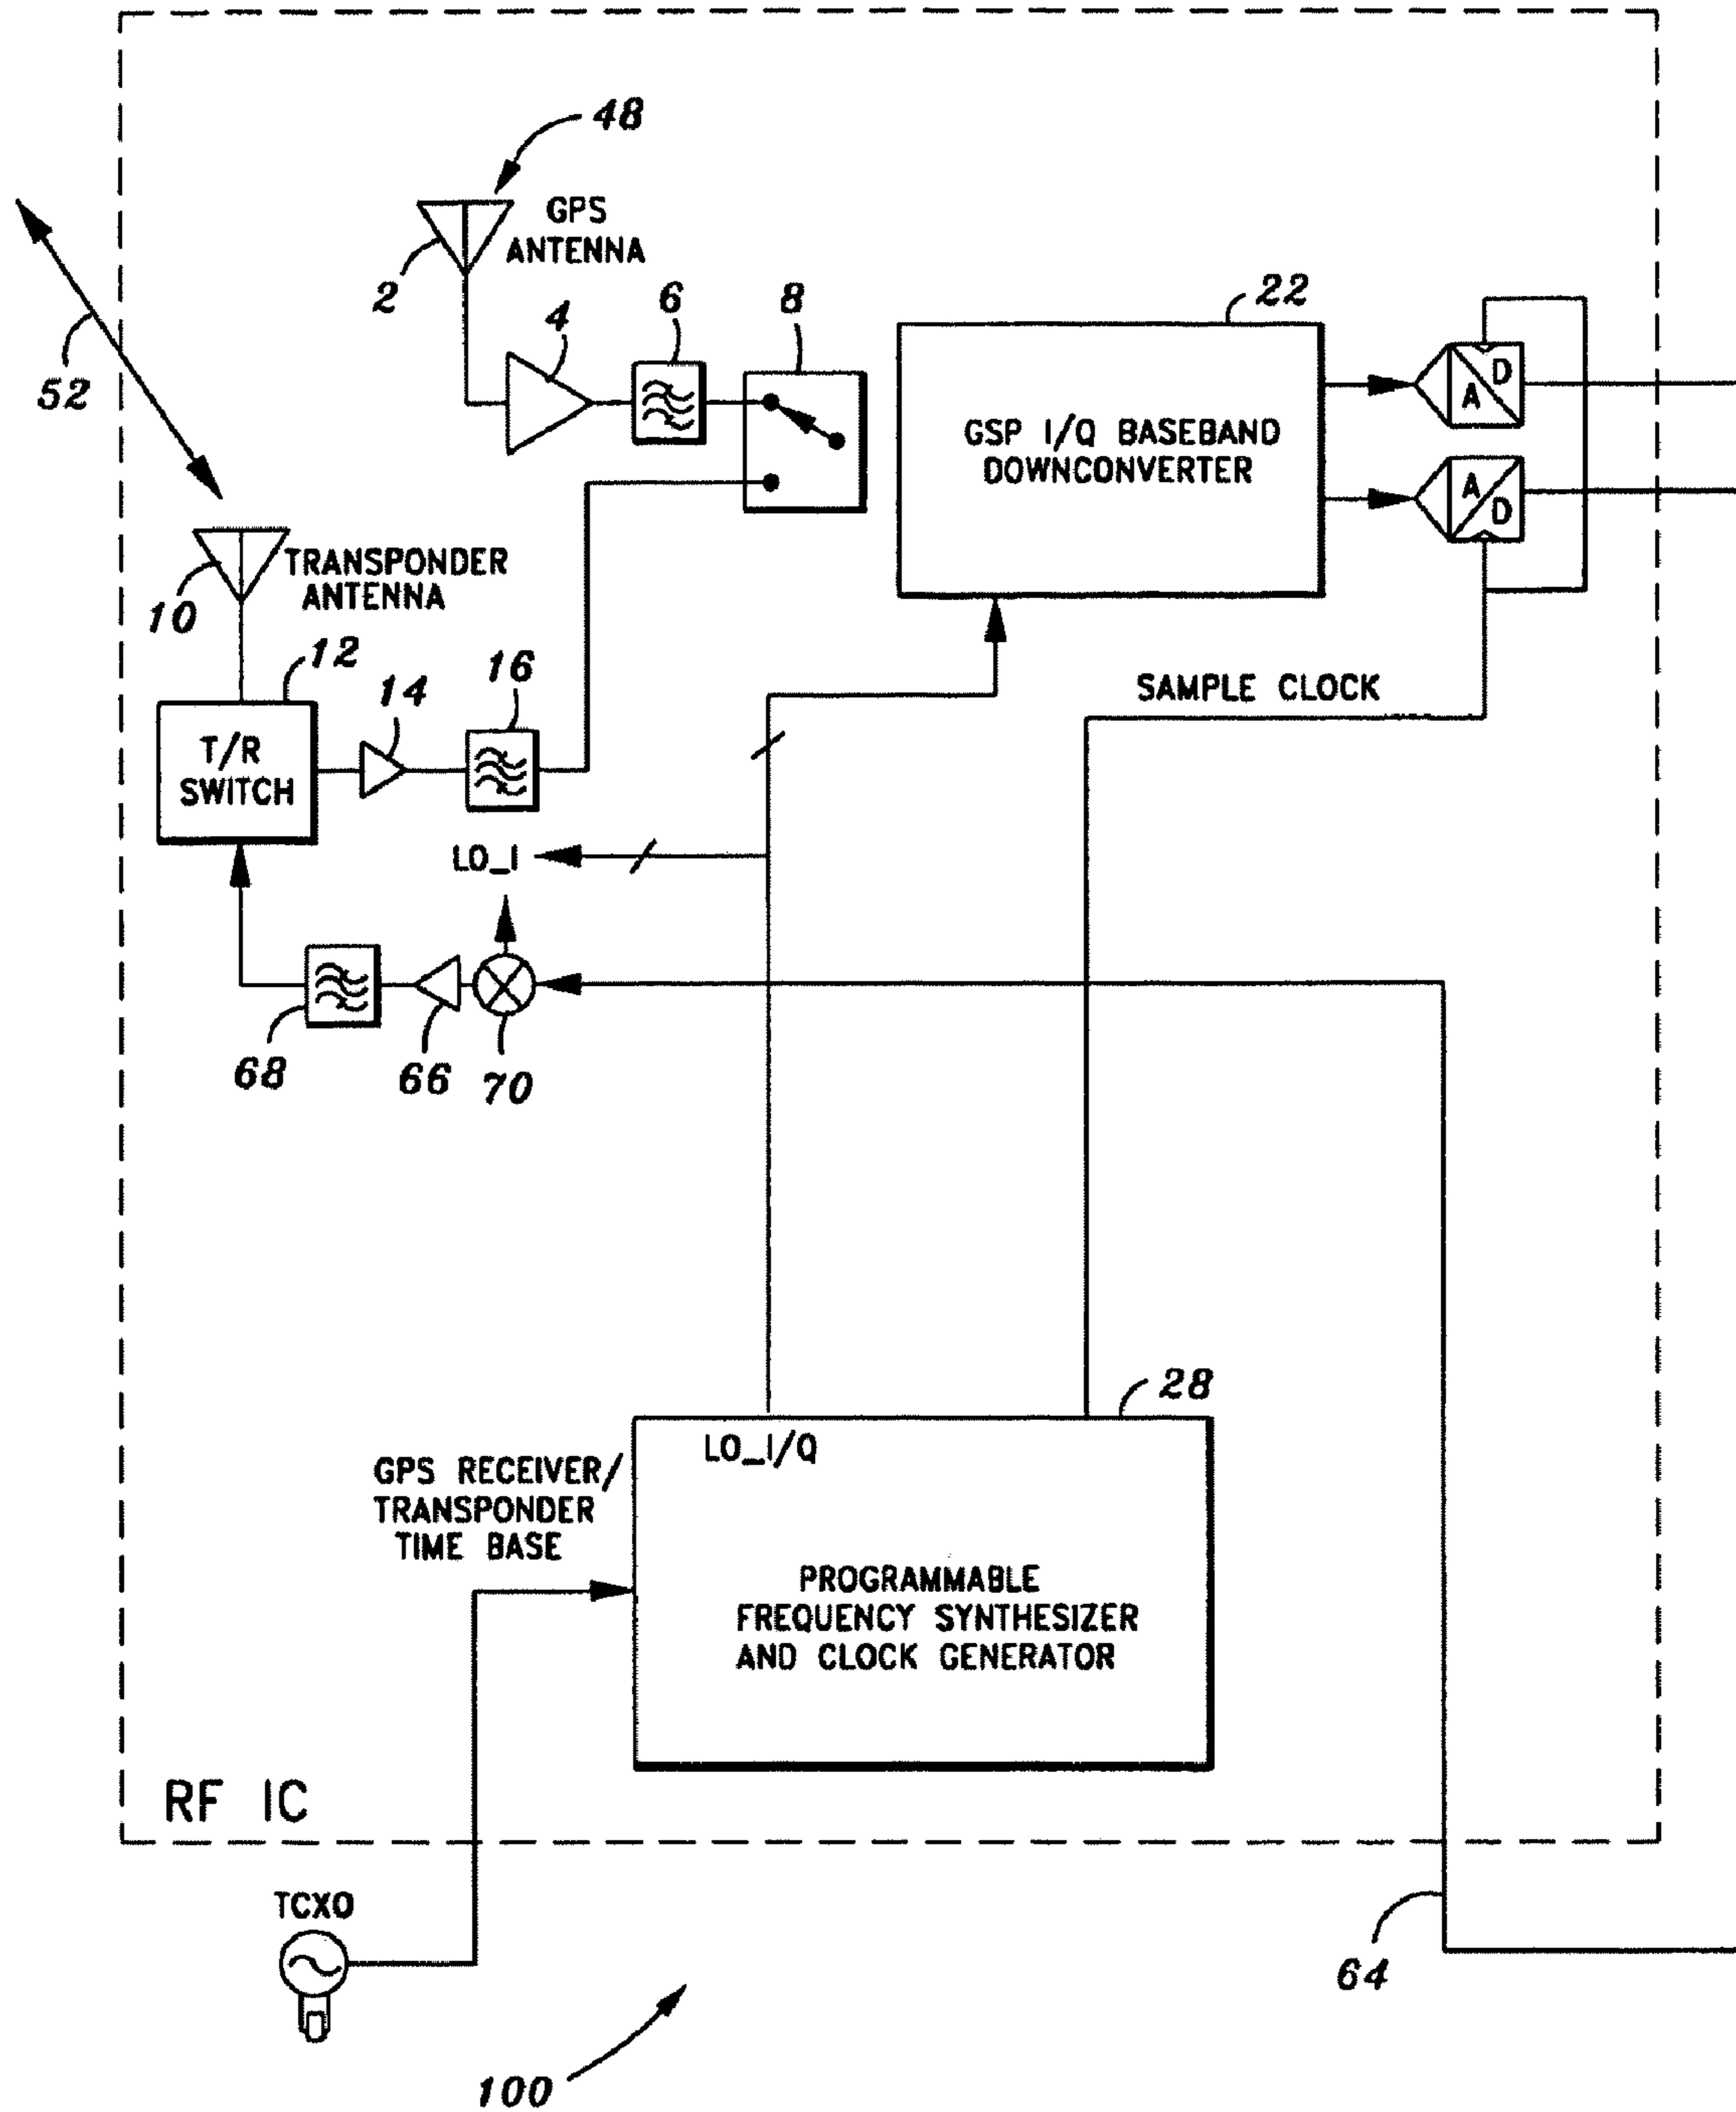 48
GPS
ANTENNA
2
4
6
8
22
52
GSP I/Q BASEBAND
DOWNCONVERTER
A
D
A
D
10
TRANSPONDER
ANTENNA
12
14
16
T/R
SWITCH
SAMPLE CLOCK
LO_I
68
66
70
28
LO_I/Q
GPS RECEIVER/
TRANSPONDER
TIME BASE
PROGRAMMABLE
FREQUENCY SYNTHESIZER
AND CLOCK GENERATOR
RF IC
TCXO
64
100